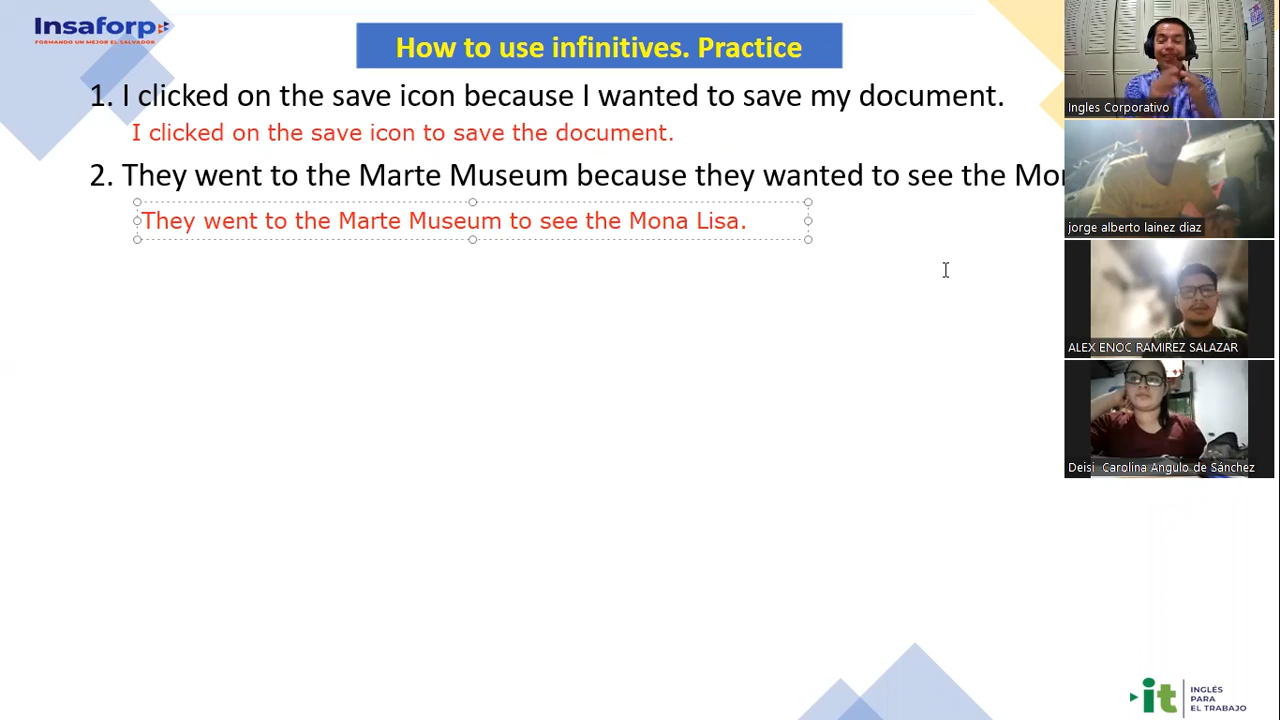 Insaforp
FORMANDO UN MEJOR EL SALVADOR
How to use infinitives. Practice
1. I clicked on the save icon because I wanted to save my document.
I clicked on the save icon to save the document.
2. They went to the Marte Museum because they wanted to see the Mon
They went to the Marte Museum to see the Mona Lisa.
Ingles Corporativo
jorge alberto lainez diaz
ALEX ENOC RAMIREZ SALAZAR
Deisi Carolina Angulo de Sánchez
it
INGLÉS
PARA
EL TRABAJO